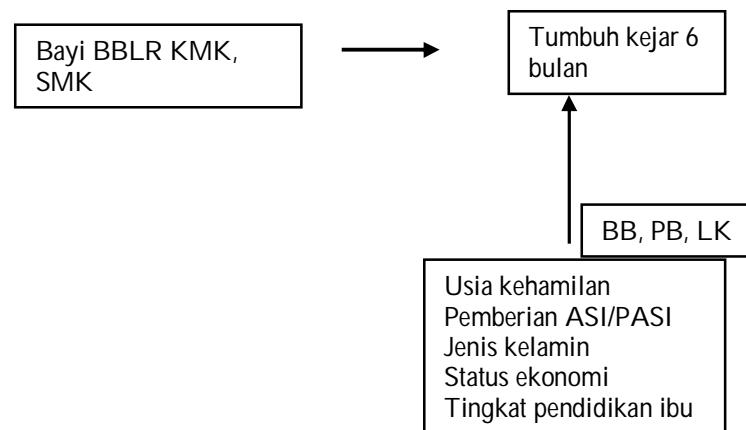 Bayi BBLR KMK,
SMK
Tumbuh kejar 6
bulan
BB, PB, LK
Usia kehamilan
Pemberian ASI/PASI
Jenis kelamin
Status ekonomi
Tingkat pendidikan ibu